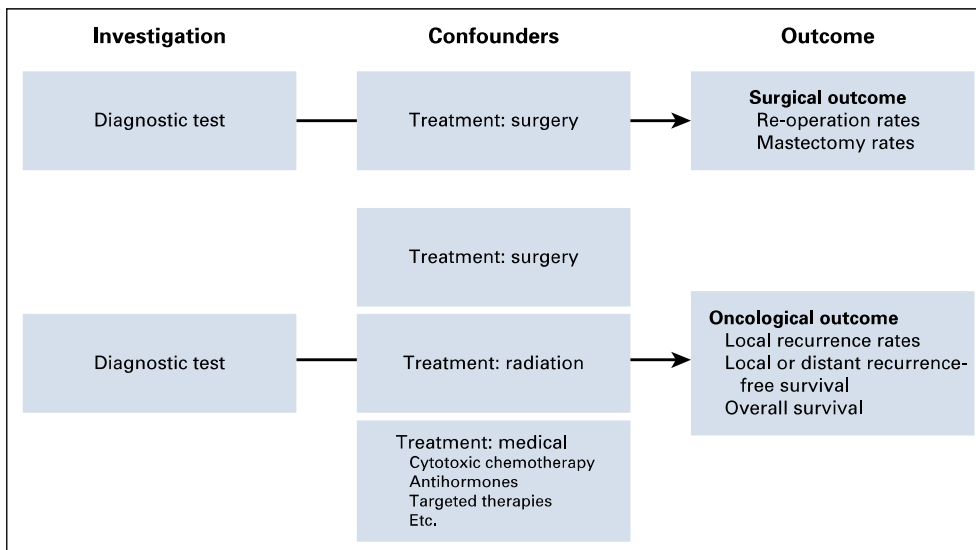 Investigation
Confounders
Outcome
Diagnostic test
Treatment: surgery
Surgical outcome
Re-operation rates
Mastectomy rates
Treatment: surgery
Diagnostic test
Treatment: radiation
Treatment: medical
Cytotoxic chemotherapy
Antihormones
Targeted therapies
Etc.
Oncological outcome
Local recurrence rates
Local or distant recurrence-
free survival
Overall survival